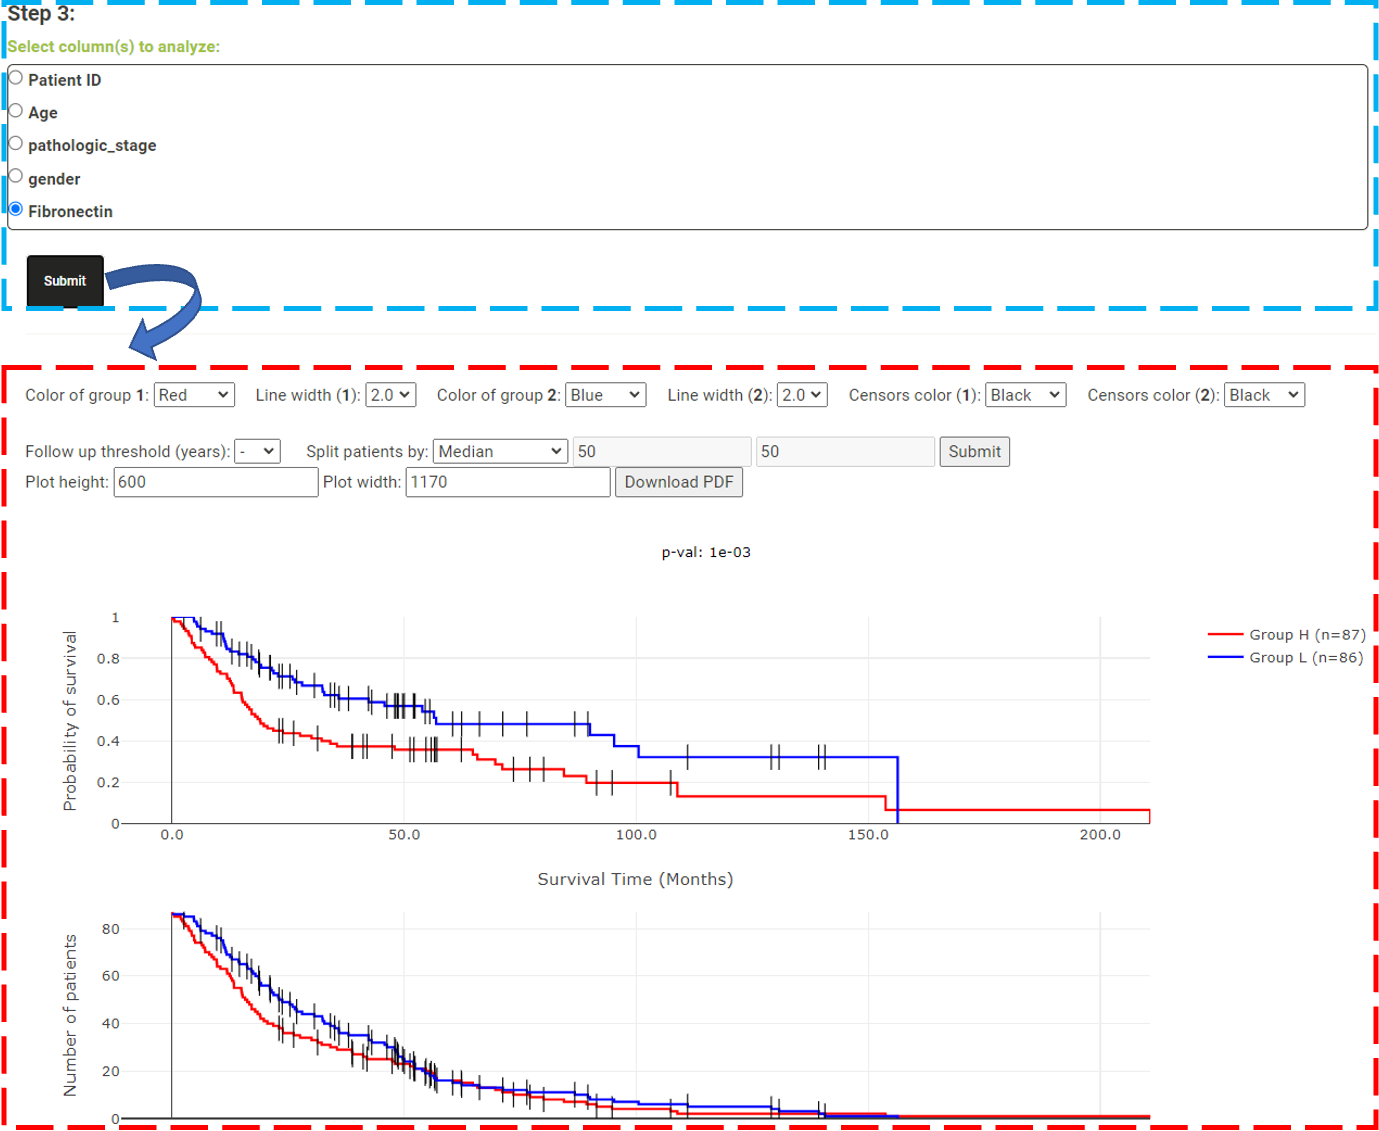 Step 3:
Select column(s) to analyze:
Patient ID
Age
pathologic_stage
gender
Fibronectin
Submit
Color of group 1: Red Line width (1): 2.0 Color of group 2: Blue Line width (2): 2.0 Censors color (1): Black Censors color (2): Black
Follow up threshold (years): - Split patients by: Median 50 50 Submit
Plot height: 600 Plot width: 1170 Download PDF
p-val: 1e-03
Probability of survival
1
0.8
0.6
0.4
0.2
0
0.0 50.0 100.0 150.0 200.0
Survival Time (Months)
Group H (n=87)
Group L (n=86)
Number of patients
80
60
40
20
0